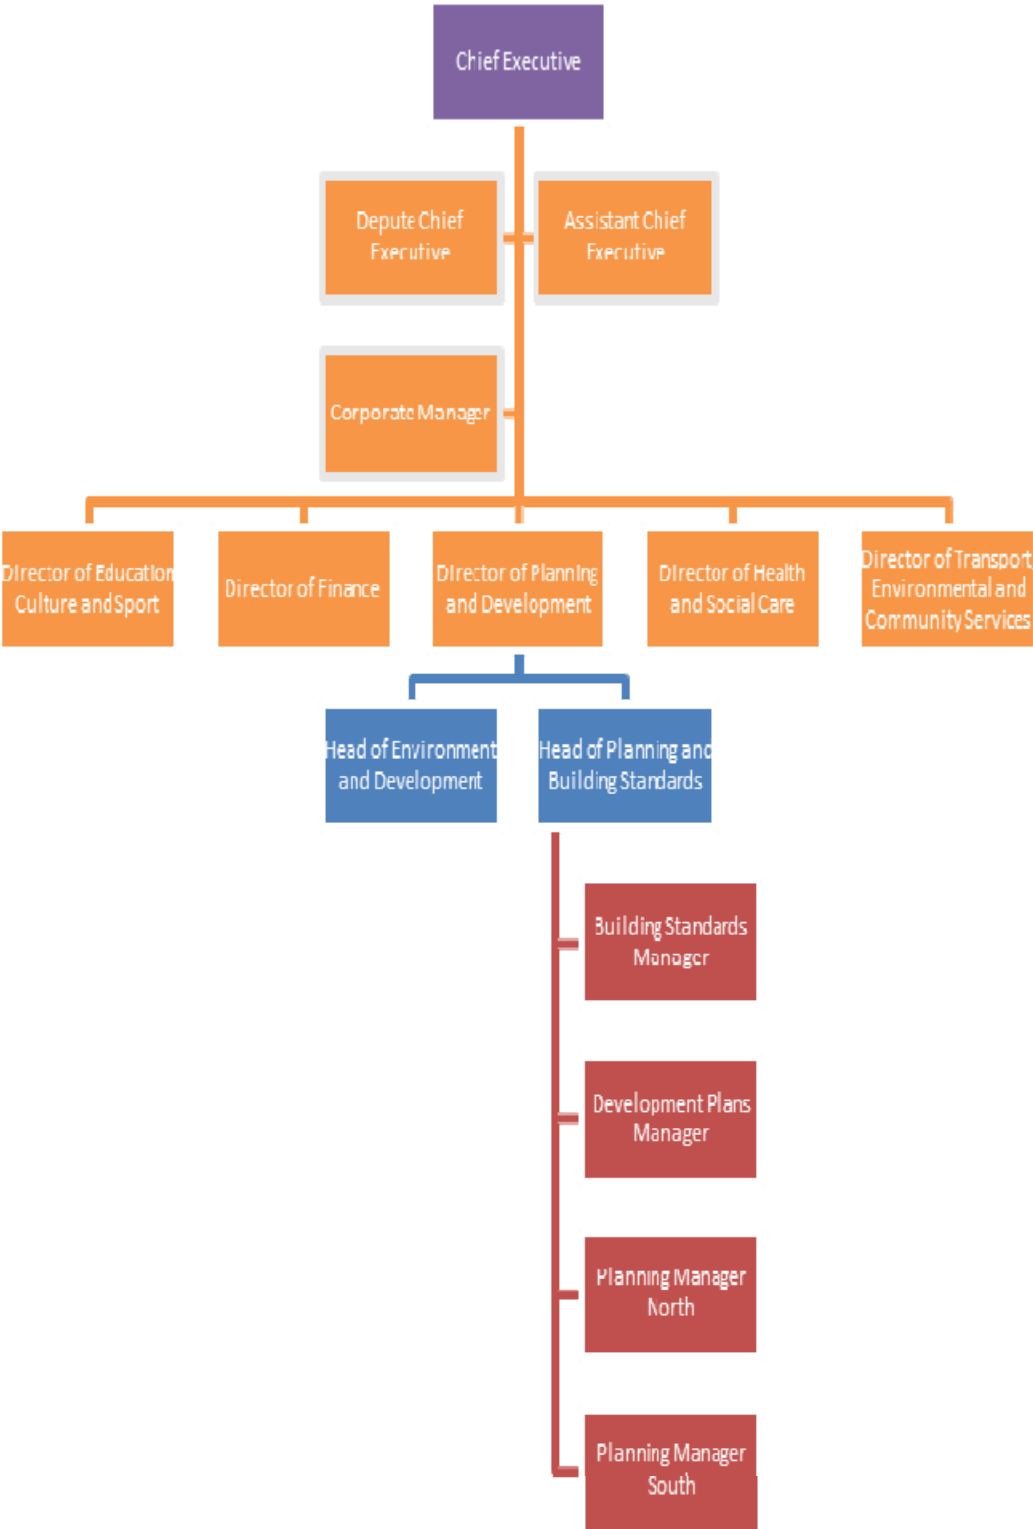 Chief Executive
Depute Chief
Executive
Assistant Chief
Executive
Corporate Manager
Director of Education
Culture and Sport
Director of Finance
Director of Planning
and Development
Director of Health
and Social Care
Director of Transport,
Environmental and
Community Services
Head of Environment
and Development
Head of Planning and
Building Standards
Building Standards
Manager
Development Plans
Manager
Planning Manager
North
Planning Manager
South